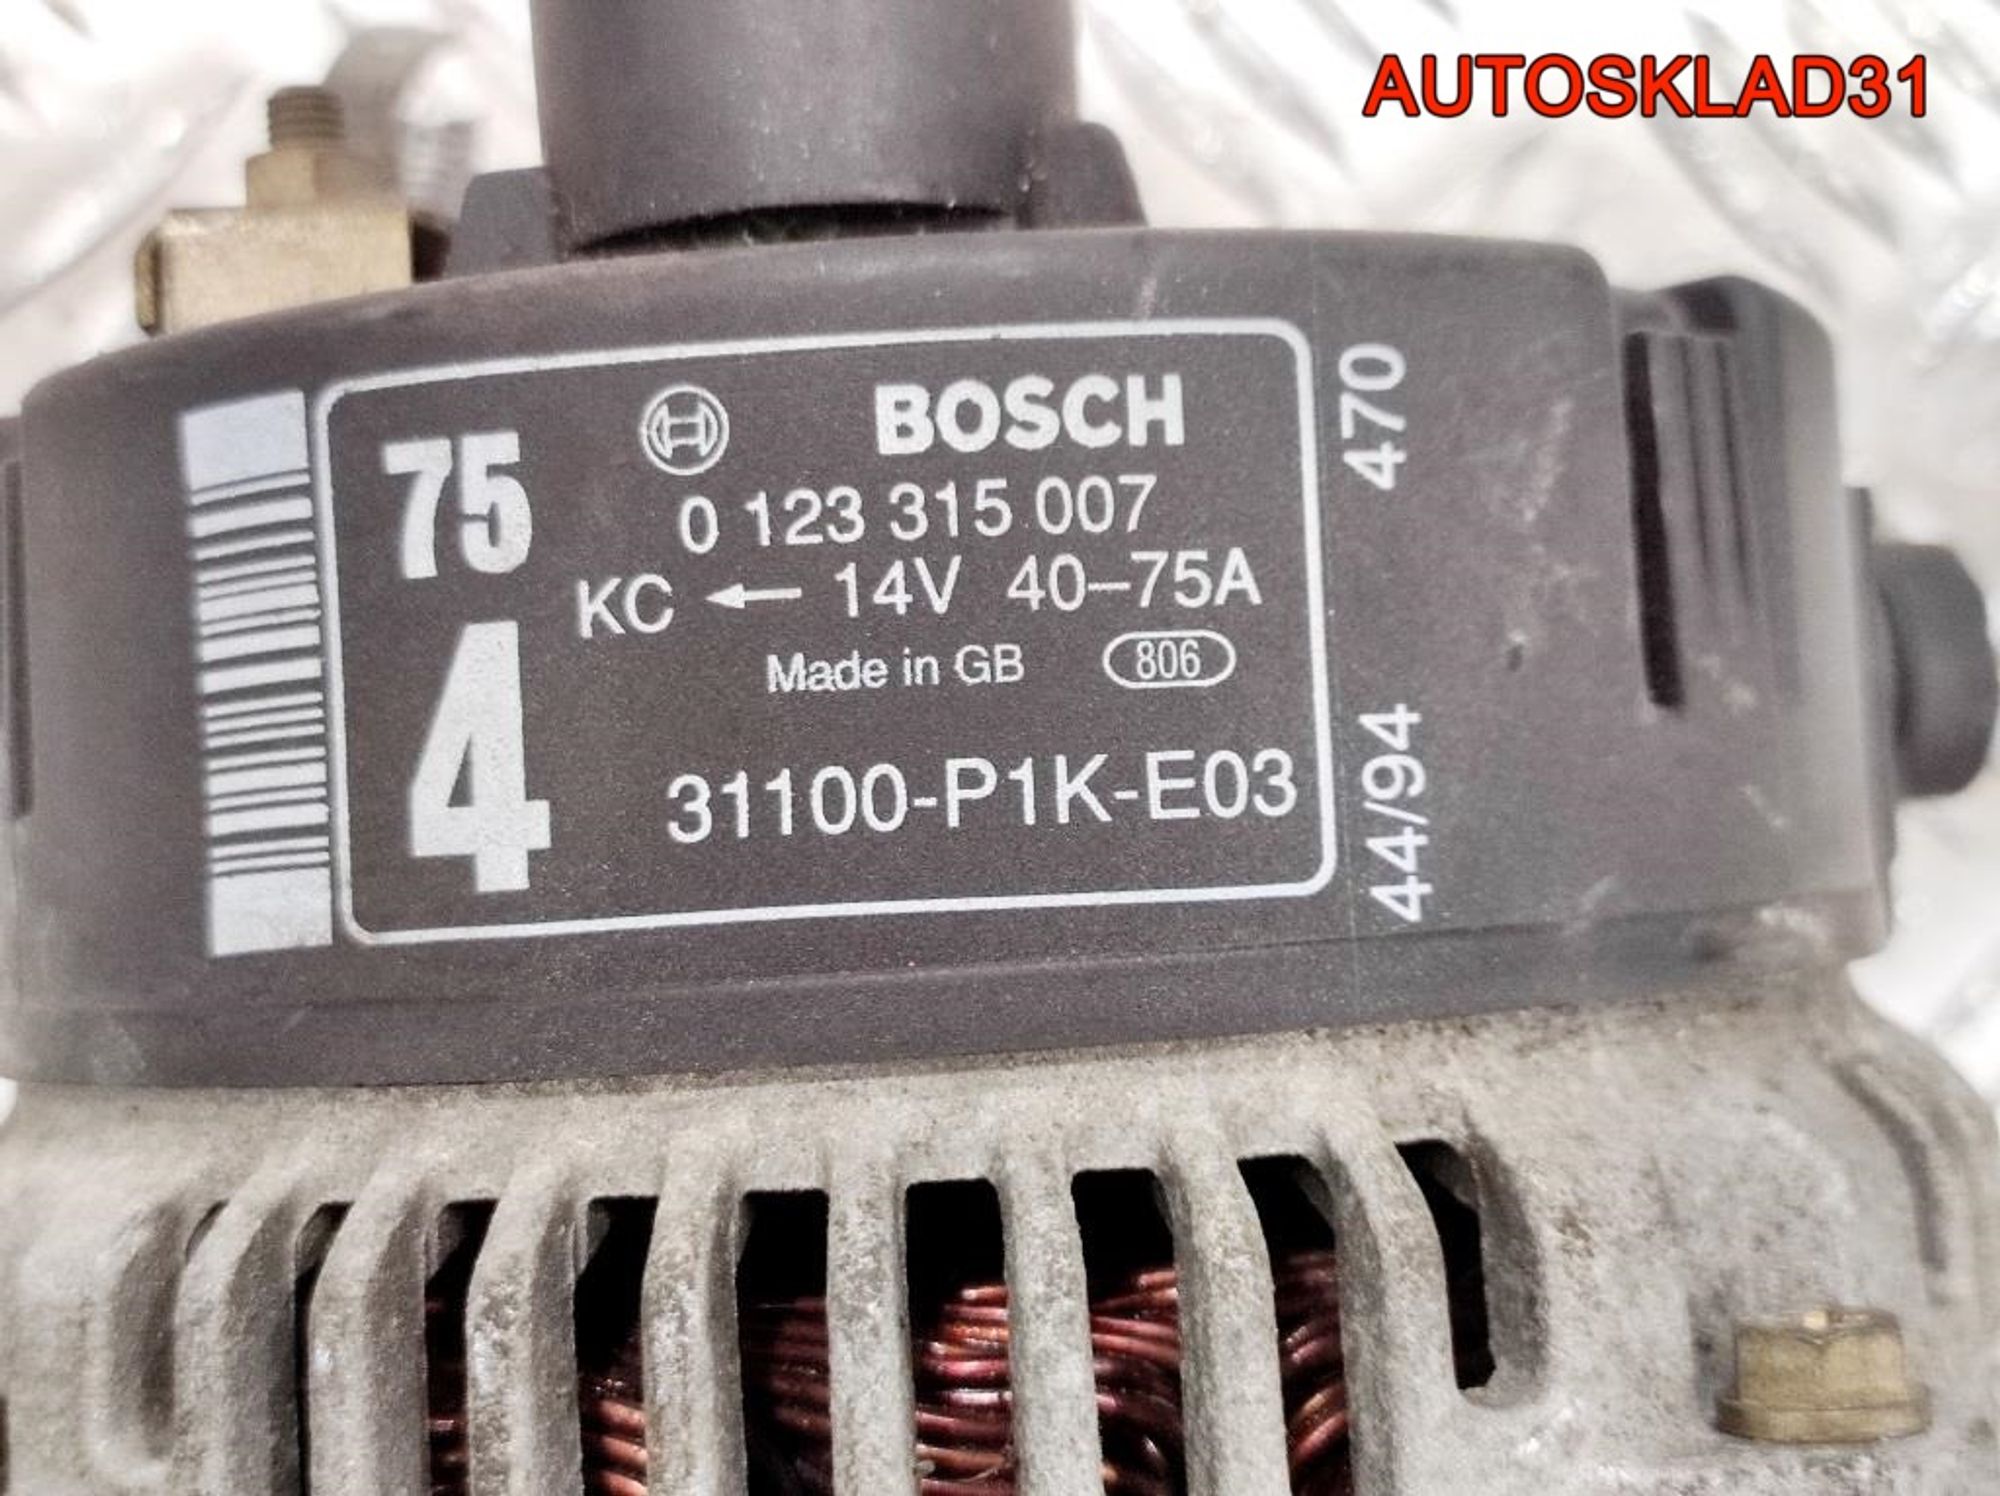 AUTOSKLAD31
75
4
BOSCH
0 123 315 007
KC ← 14V 40–75A
Made in GB 806
31100-P1K-E03
470
44/94